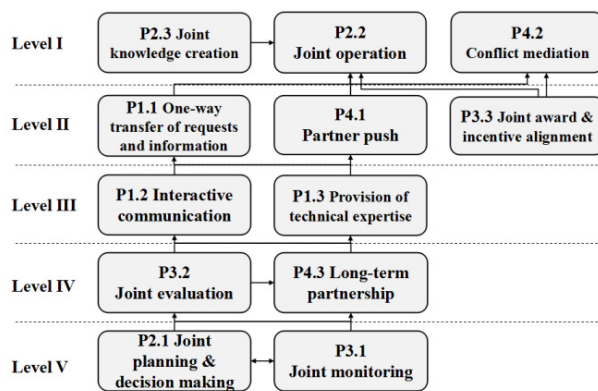 Level I
P2.3 Joint
knowledge creation
P2.2
Joint operation
P4.2
Conflict mediation
Level II
P1.1 One-way
transfer of requests
and information
P4.1
Partner push
P3.3 Joint award &
incentive alignment
Level III
P1.2 Interactive
communication
P1.3 Provision of
technical expertise
Level IV
P3.2
Joint evaluation
P4.3 Long-term
partnership
Level V
P2.1 Joint
planning &
decision making
P3.1
Joint monitoring